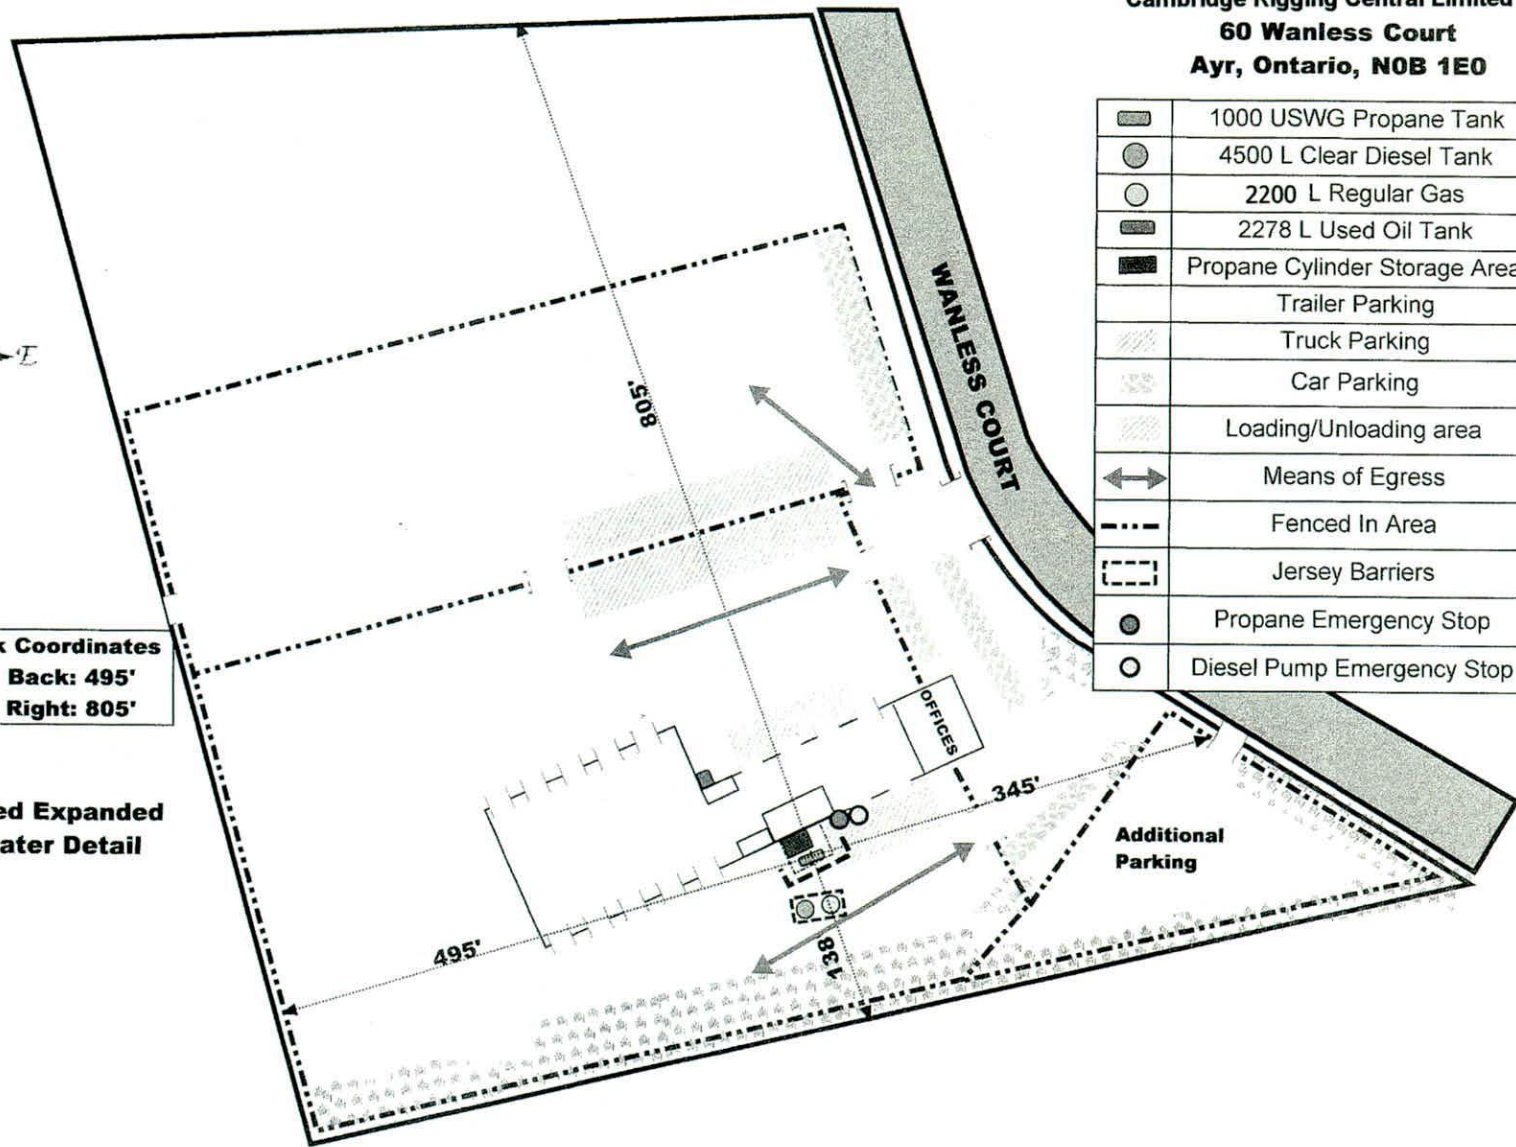 Cambridge Rigging Central Limited
60 Wanless Court
Ayr, Ontario, N0B 1E0
1000 USWG Propane Tank
4500 L Clear Diesel Tank
2200 L Regular Gas
2278 L Used Oil Tank
Propane Cylinder Storage Area
Trailer Parking
Truck Parking
Car Parking
Loading/Unloading area
Means of Egress
Fenced In Area
Jersey Barriers
Propane Emergency Stop
Diesel Pump Emergency Stop
WANLESS COURT
E
805'
Coordinates
Back: 495'
Right: 805'
OFFICES
345'
Expanded
Detail
Additional
Parking
495'
138